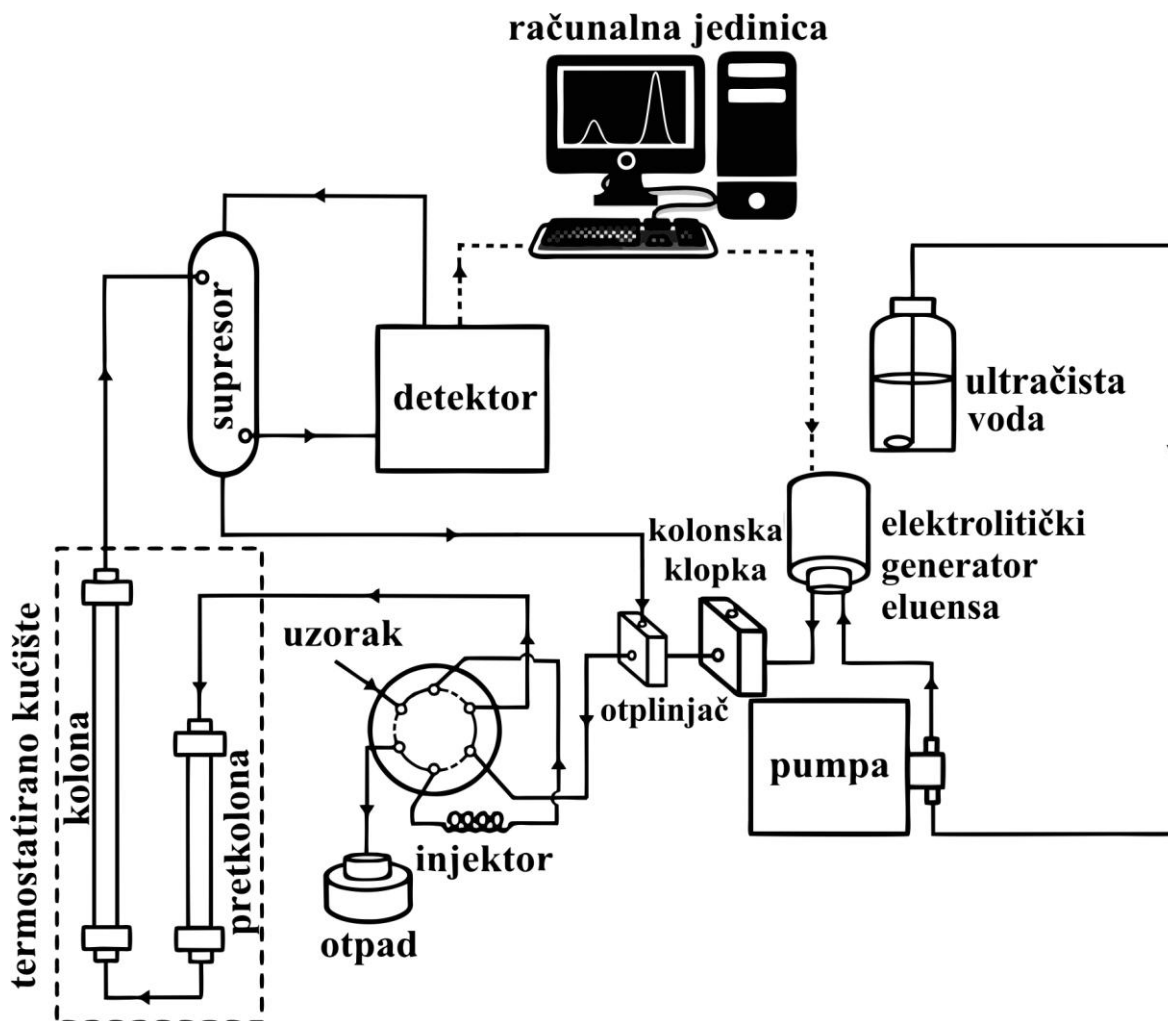 računalna jedinica
supresor
detektor
ultračista
voda
kolonska
klopka
elektrolitički
generator
eluensa
termostatirano kućište
kolona
pretkolona
uzorak
otplinjač
pumpa
injektor
otpad